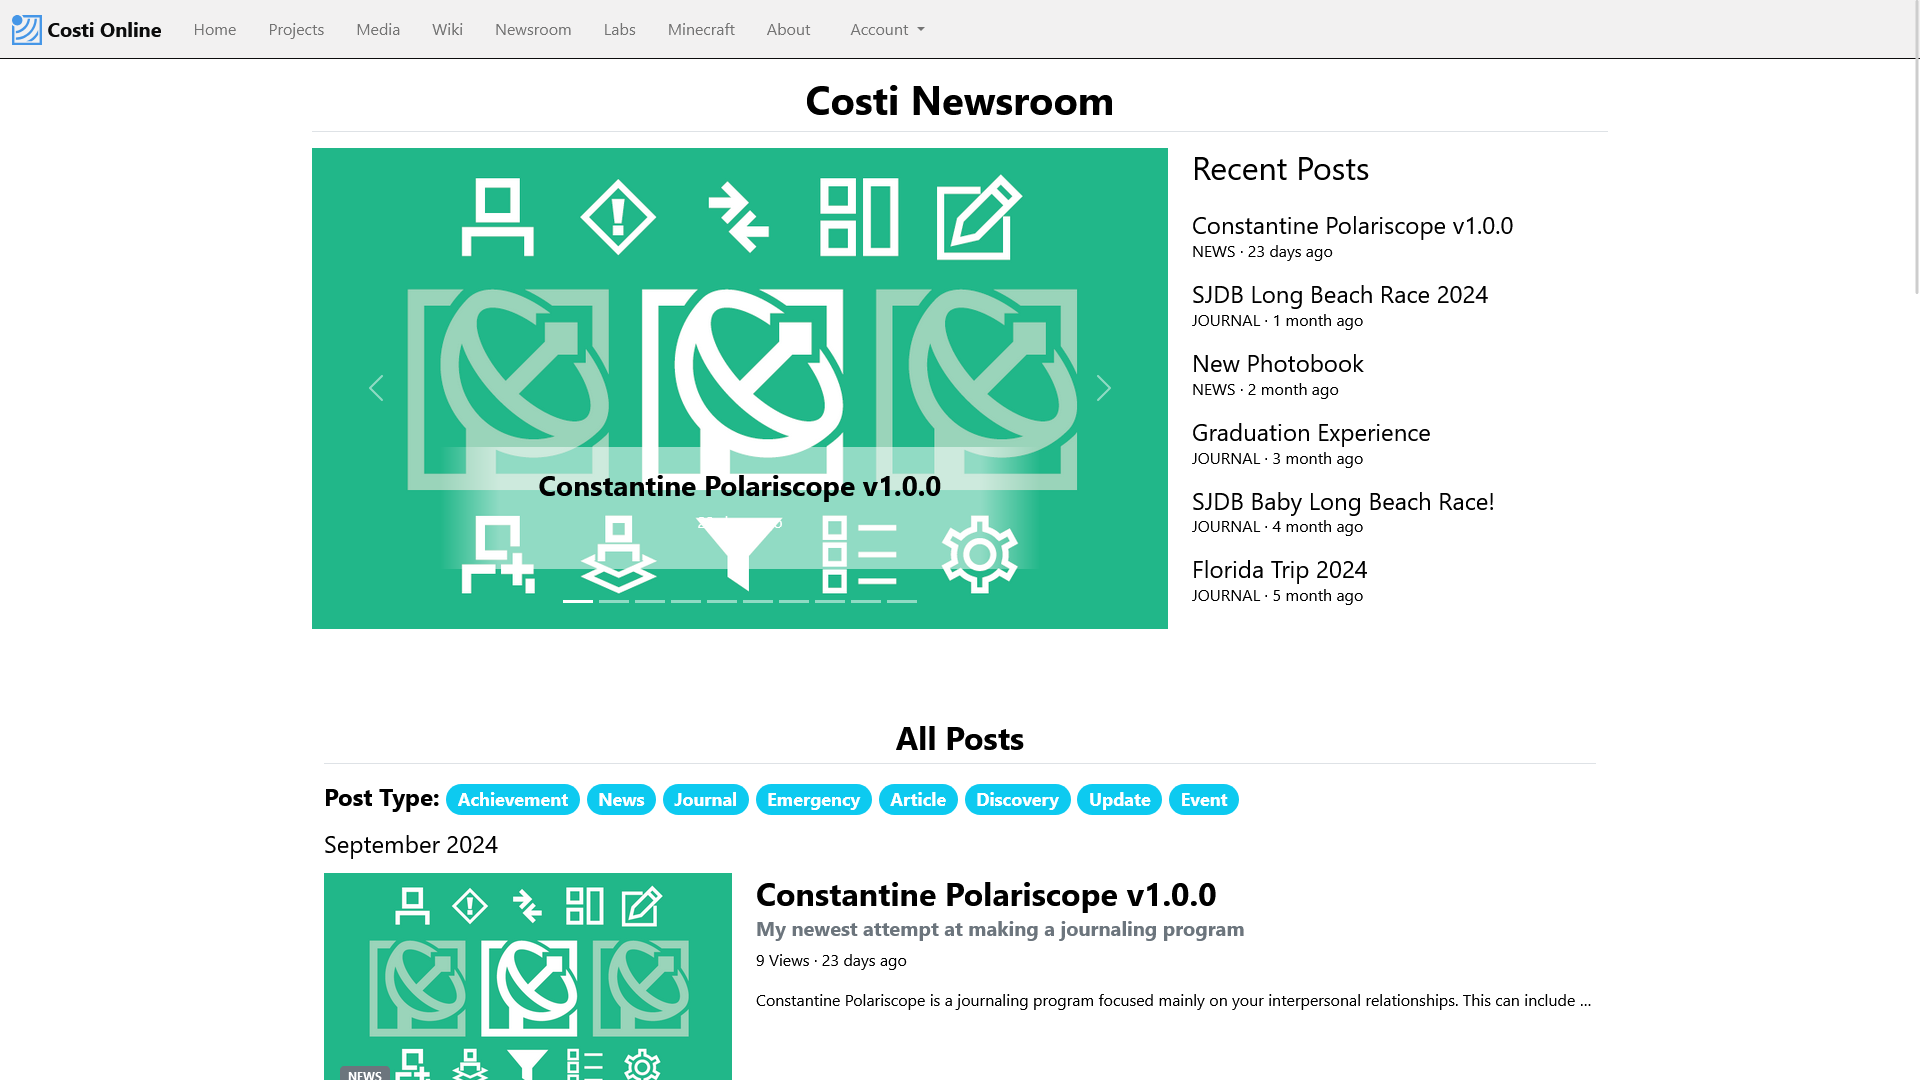 Costi Online
Home
Projects
Media
Wiki
Newsroom
Labs
Minecraft
About
Account
Costi Newsroom
Constantine Polariscope v1.0.0
Recent Posts
Constantine Polariscope v1.0.0
NEWS · 23 days ago
SJDB Long Beach Race 2024
JOURNAL · 1 month ago
New Photobook
NEWS · 2 month ago
Graduation Experience
JOURNAL · 3 month ago
SJDB Baby Long Beach Race!
JOURNAL · 4 month ago
Florida Trip 2024
JOURNAL · 5 month ago
All Posts
Post Type: Achievement News Journal Emergency Article Discovery Update Event
September 2024
NEWS
Constantine Polariscope v1.0.0
My newest attempt at making a journaling program
9 Views · 23 days ago
Constantine Polariscope is a journaling program focused mainly on your interpersonal relationships. This can include ...